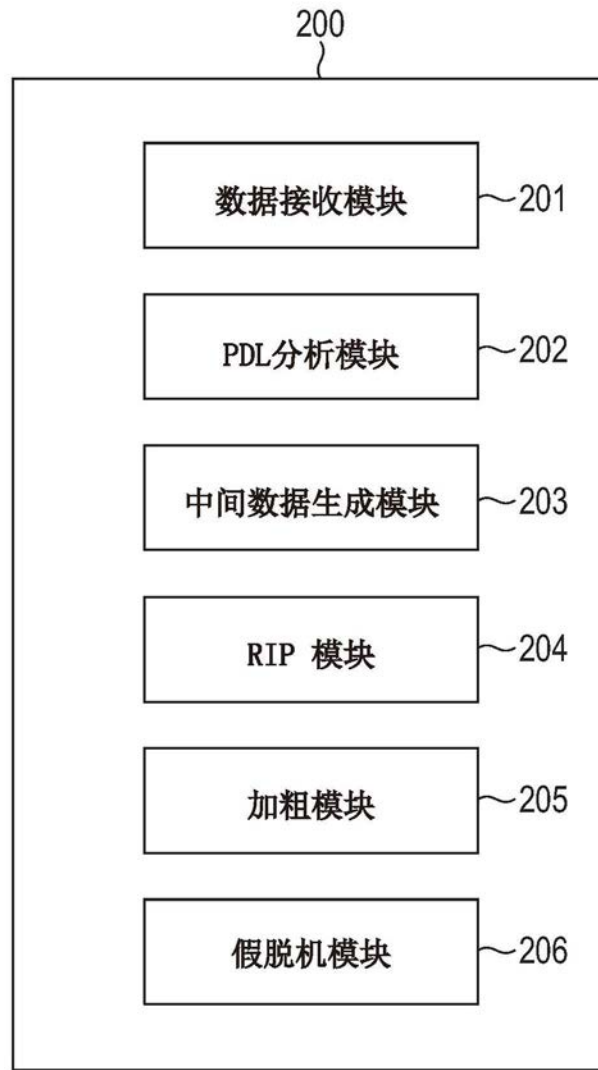 200
数据接收模块 201
PDL分析模块 202
中间数据生成模块 203
RIP 模块 204
加粗模块 205
假脱机模块 206